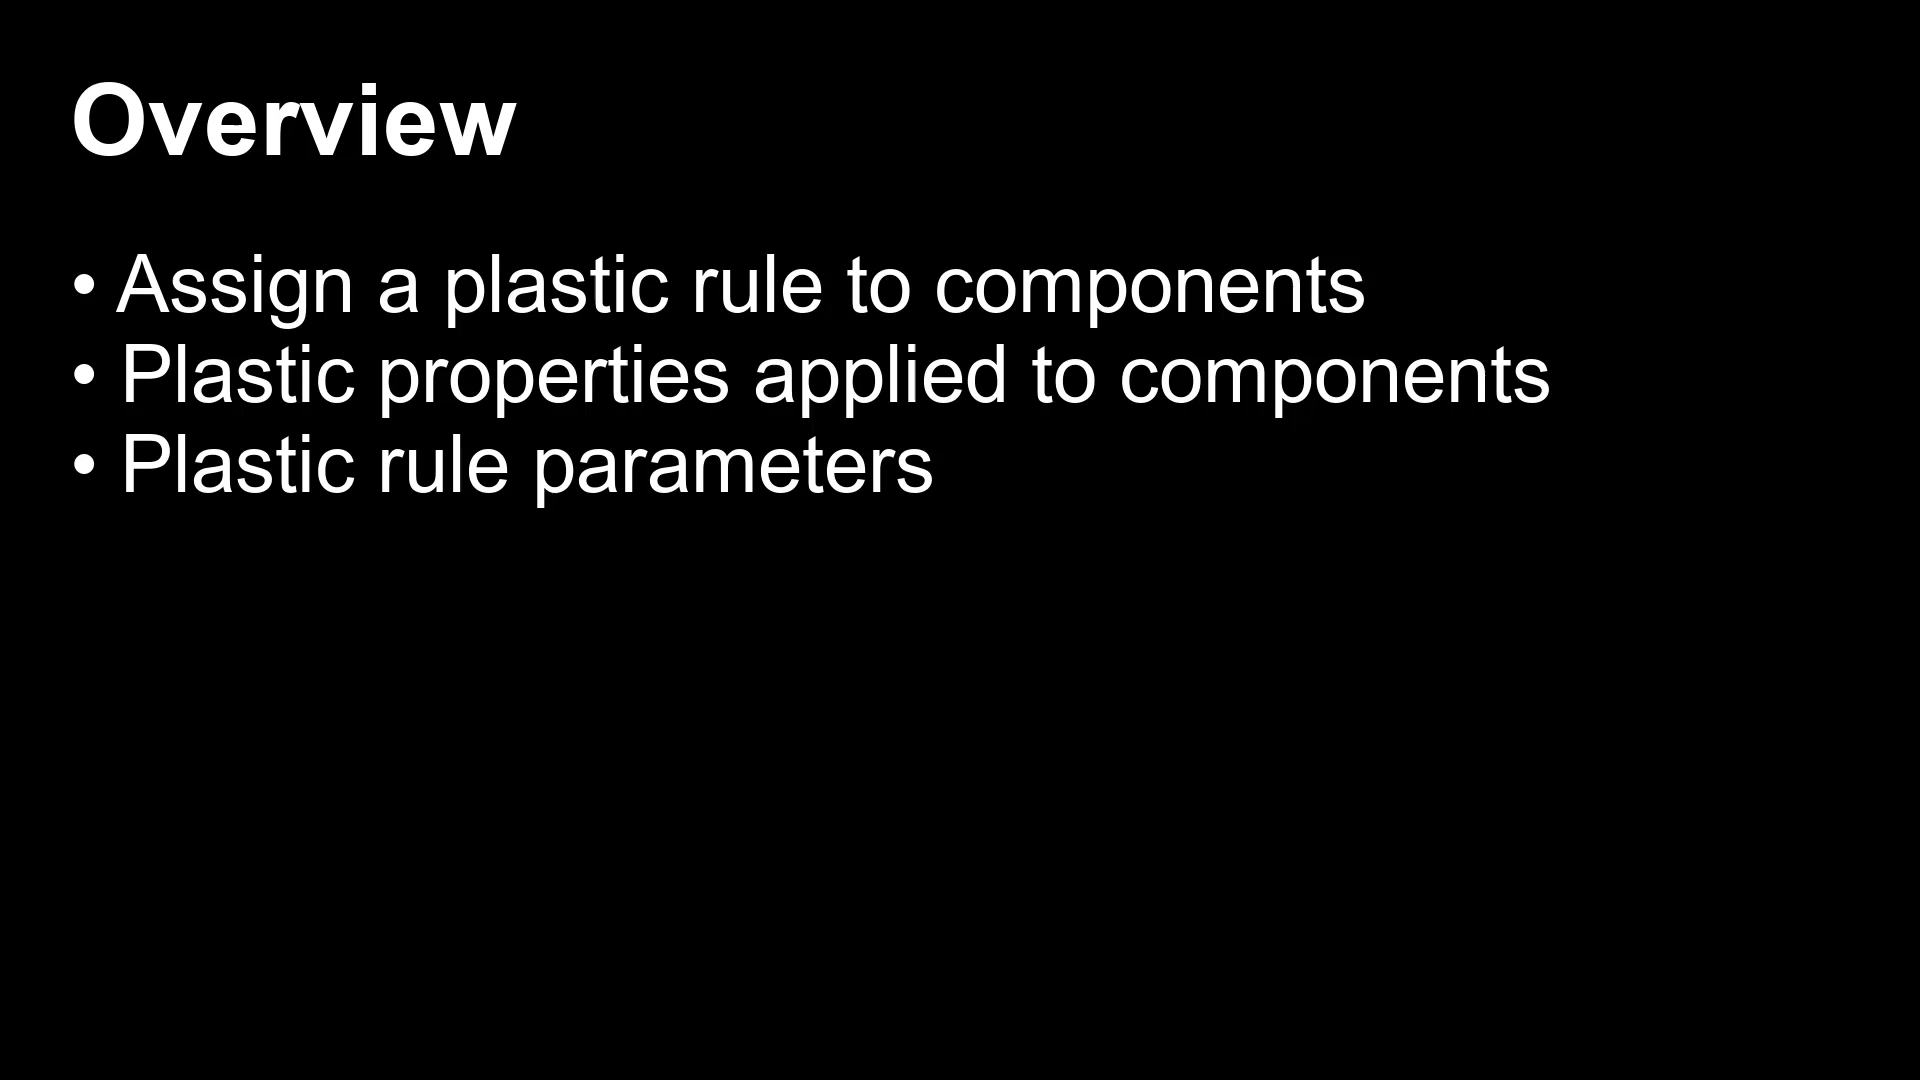 Overview
• Assign a plastic rule to components
• Plastic properties applied to components
• Plastic rule parameters